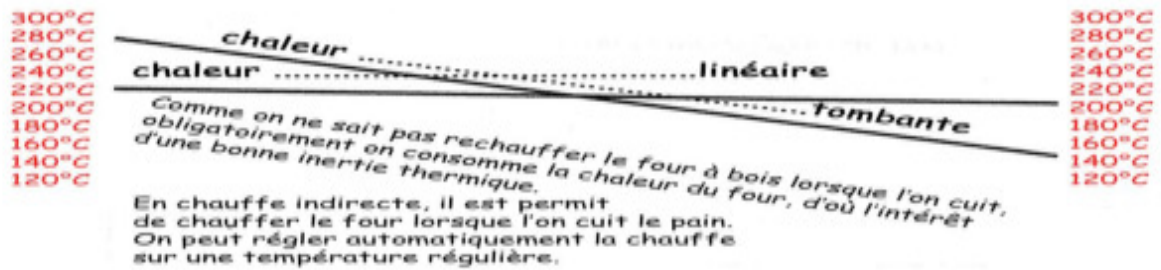 300°C
280°C
260°C
240°C
220°C
200°C
180°C
160°C
140°C
120°C
chaleur ...................................................tombante
chaleur ...................................................linéaire
Comme on ne sait pas rechauffer le four à bois lorsque l'on cuit,
obligatoirement on consomme la chaleur du four, d'où l'intérêt
d'une bonne inertie thermique.
En chauffe indirecte, il est permit
de chauffer le four lorsque l'on cuit le pain.
On peut régler automatiquement la chauffe
sur une température régulière.
300°C
280°C
260°C
240°C
220°C
200°C
180°C
160°C
140°C
120°C